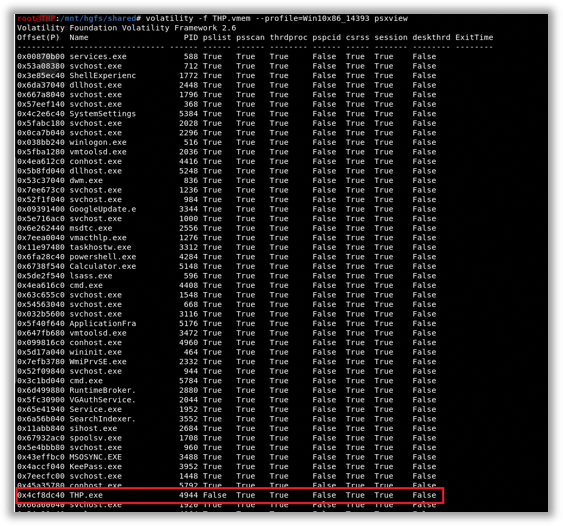 root@THP:/mnt/hgfs/shared# volatility -f THP.vmem --profile=Win10x86_14393 psxview
Volatility Foundation Volatility Framework 2.6
Offset(P)  Name                    PID pslist psscan thrdproc pspcid csrss session deskthrd ExitTime
---------- -------------------- ------ ------ ------ -------- ------ ----- ------- -------- --------
0x00870b00 services.exe            588 True   True   True     False  True  True    False
0x53a08380 svchost.exe             712 True   True   True     False  True  True    False
0x3e85ec40 ShellExperienc         1772 True   True   True     False  True  True    False
0x6da37040 dllhost.exe            2448 True   True   True     False  True  True    False
0x667a8040 svchost.exe            1796 True   True   True     False  True  True    False
0x57eef140 svchost.exe             368 True   True   True     False  True  True    False
0x4c2e6c40 SystemSettings         5384 True   True   True     False  True  True    False
0x5fabc180 svchost.exe            2028 True   True   True     False  True  True    False
0x0ca7b040 svchost.exe            2296 True   True   True     False  True  True    False
0x038bb240 winlogon.exe            516 True   True   True     False  True  True    False
0x5fba1280 vmtoolsd.exe           2036 True   True   True     False  True  True    False
0x4ea612c0 conhost.exe            4416 True   True   True     False  True  True    False
0x5b8fd040 dllhost.exe            5248 True   True   True     False  True  True    False
0x53c37040 dwm.exe                 836 True   True   True     False  True  True    False
0x7ee673c0 svchost.exe            1236 True   True   True     False  True  True    False
0x52f1f040 svchost.exe             984 True   True   True     False  True  True    False
0x09391400 GoogleUpdate.e         3344 True   True   True     False  True  True    False
0x5e716ac0 svchost.exe            1000 True   True   True     False  True  True    False
0x6e262440 msdtc.exe              2556 True   True   True     False  True  True    False
0x7eea0040 vmacthlp.exe           1276 True   True   True     False  True  True    False
0x11e97480 taskhostw.exe          3312 True   True   True     False  True  True    False
0x6fa28c40 powershell.exe         4284 True   True   True     False  True  True    False
0x6738f540 Calculator.exe         5148 True   True   True     False  True  True    False
0x5de2f540 lsass.exe               596 True   True   True     False  True  True    False
0x4ea616c0 cmd.exe                4408 True   True   True     False  True  True    False
0x63c655c0 svchost.exe            1548 True   True   True     False  True  True    False
0x54563040 svchost.exe             668 True   True   True     False  True  True    False
0x032b5600 svchost.exe            3116 True   True   True     False  True  True    False
0x5f40f640 ApplicationFra         5176 True   True   True     False  True  True    False
0x647fb680 vmtoolsd.exe           3472 True   True   True     False  True  True    False
0x099816c0 conhost.exe            4960 True   True   True     False  True  True    False
0x5d17a040 wininit.exe             464 True   True   True     False  True  True    False
0x7efb3780 WmiPrvSE.exe           2332 True   True   True     False  True  True    False
0x52f09840 svchost.exe             944 True   True   True     False  True  True    False
0x3c1bd040 cmd.exe                5784 True   True   True     False  True  True    False
0x6d499880 RuntimeBroker.         2880 True   True   True     False  True  True    False
0x5fc30900 VGAuthService.         2044 True   True   True     False  True  True    False
0x65e41940 Service.exe            1952 True   True   True     False  True  True    False
0x6a56b040 SearchIndexer.         3552 True   True   True     False  True  True    False
0x11abb840 sihost.exe             2684 True   True   True     False  True  True    False
0x67932ac0 spoolsv.exe            1708 True   True   True     False  True  True    False
0x5e4bbb80 svchost.exe             960 True   True   True     False  True  True    False
0x43effbc0 MSOSYNC.EXE            3488 True   True   True     False  True  True    False
0x4accf040 KeePass.exe            3952 True   True   True     False  True  True    False
0x7eecfc00 svchost.exe            1448 True   True   True     False  True  True    False
0x45a35780 conhost.exe            5792 True   True   True     False  True  True    False
0x4cf8dc40 THP.exe                4944 False  True   True     False  True  True    False
svchost.exe            1920 True   True   True     False  True  True    False